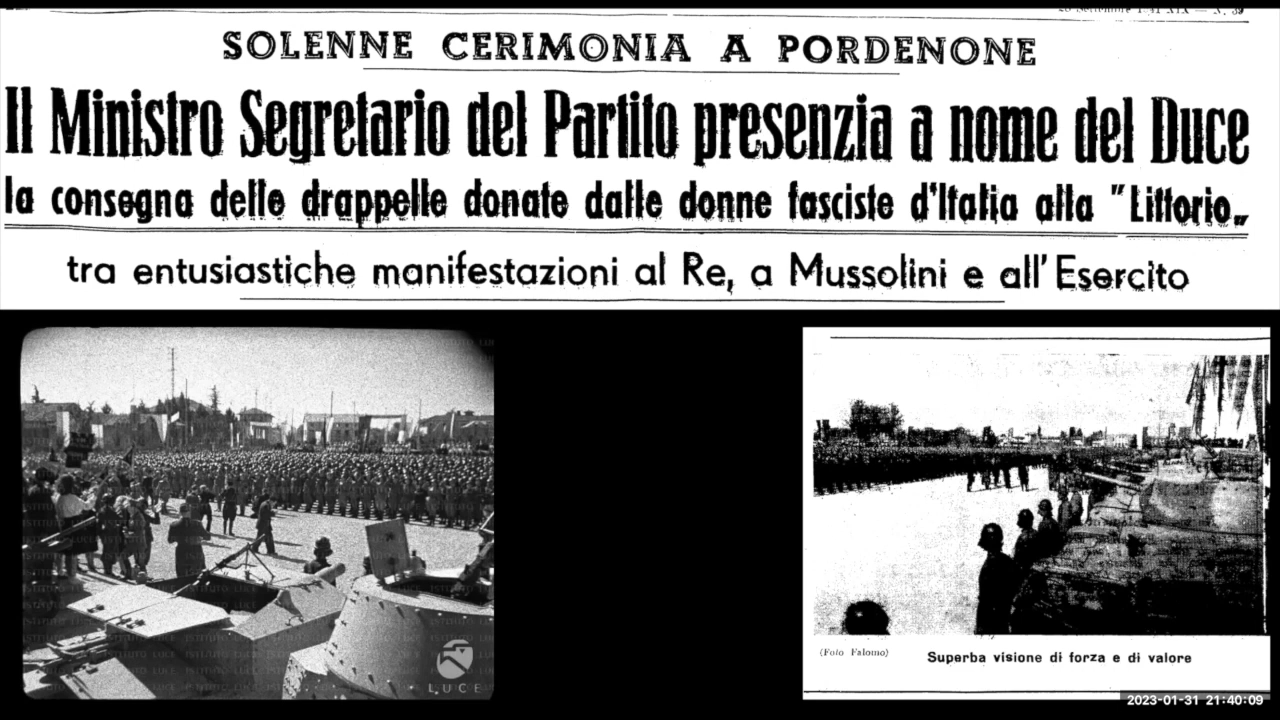 SOLENNE CERIMONIA A PORDENONE
Il Ministro Segretario del Partito presenzia a nome del Duce
la consegna delle drappelle donate dalle donne fasciste d'Italia alla "Littorio„
tra entusiastiche manifestazioni al Re, a Mussolini e all'Esercito
LUCE
(Foto Falomo)
Superba visione di forza e di valore
2023-01-31 21:40:09